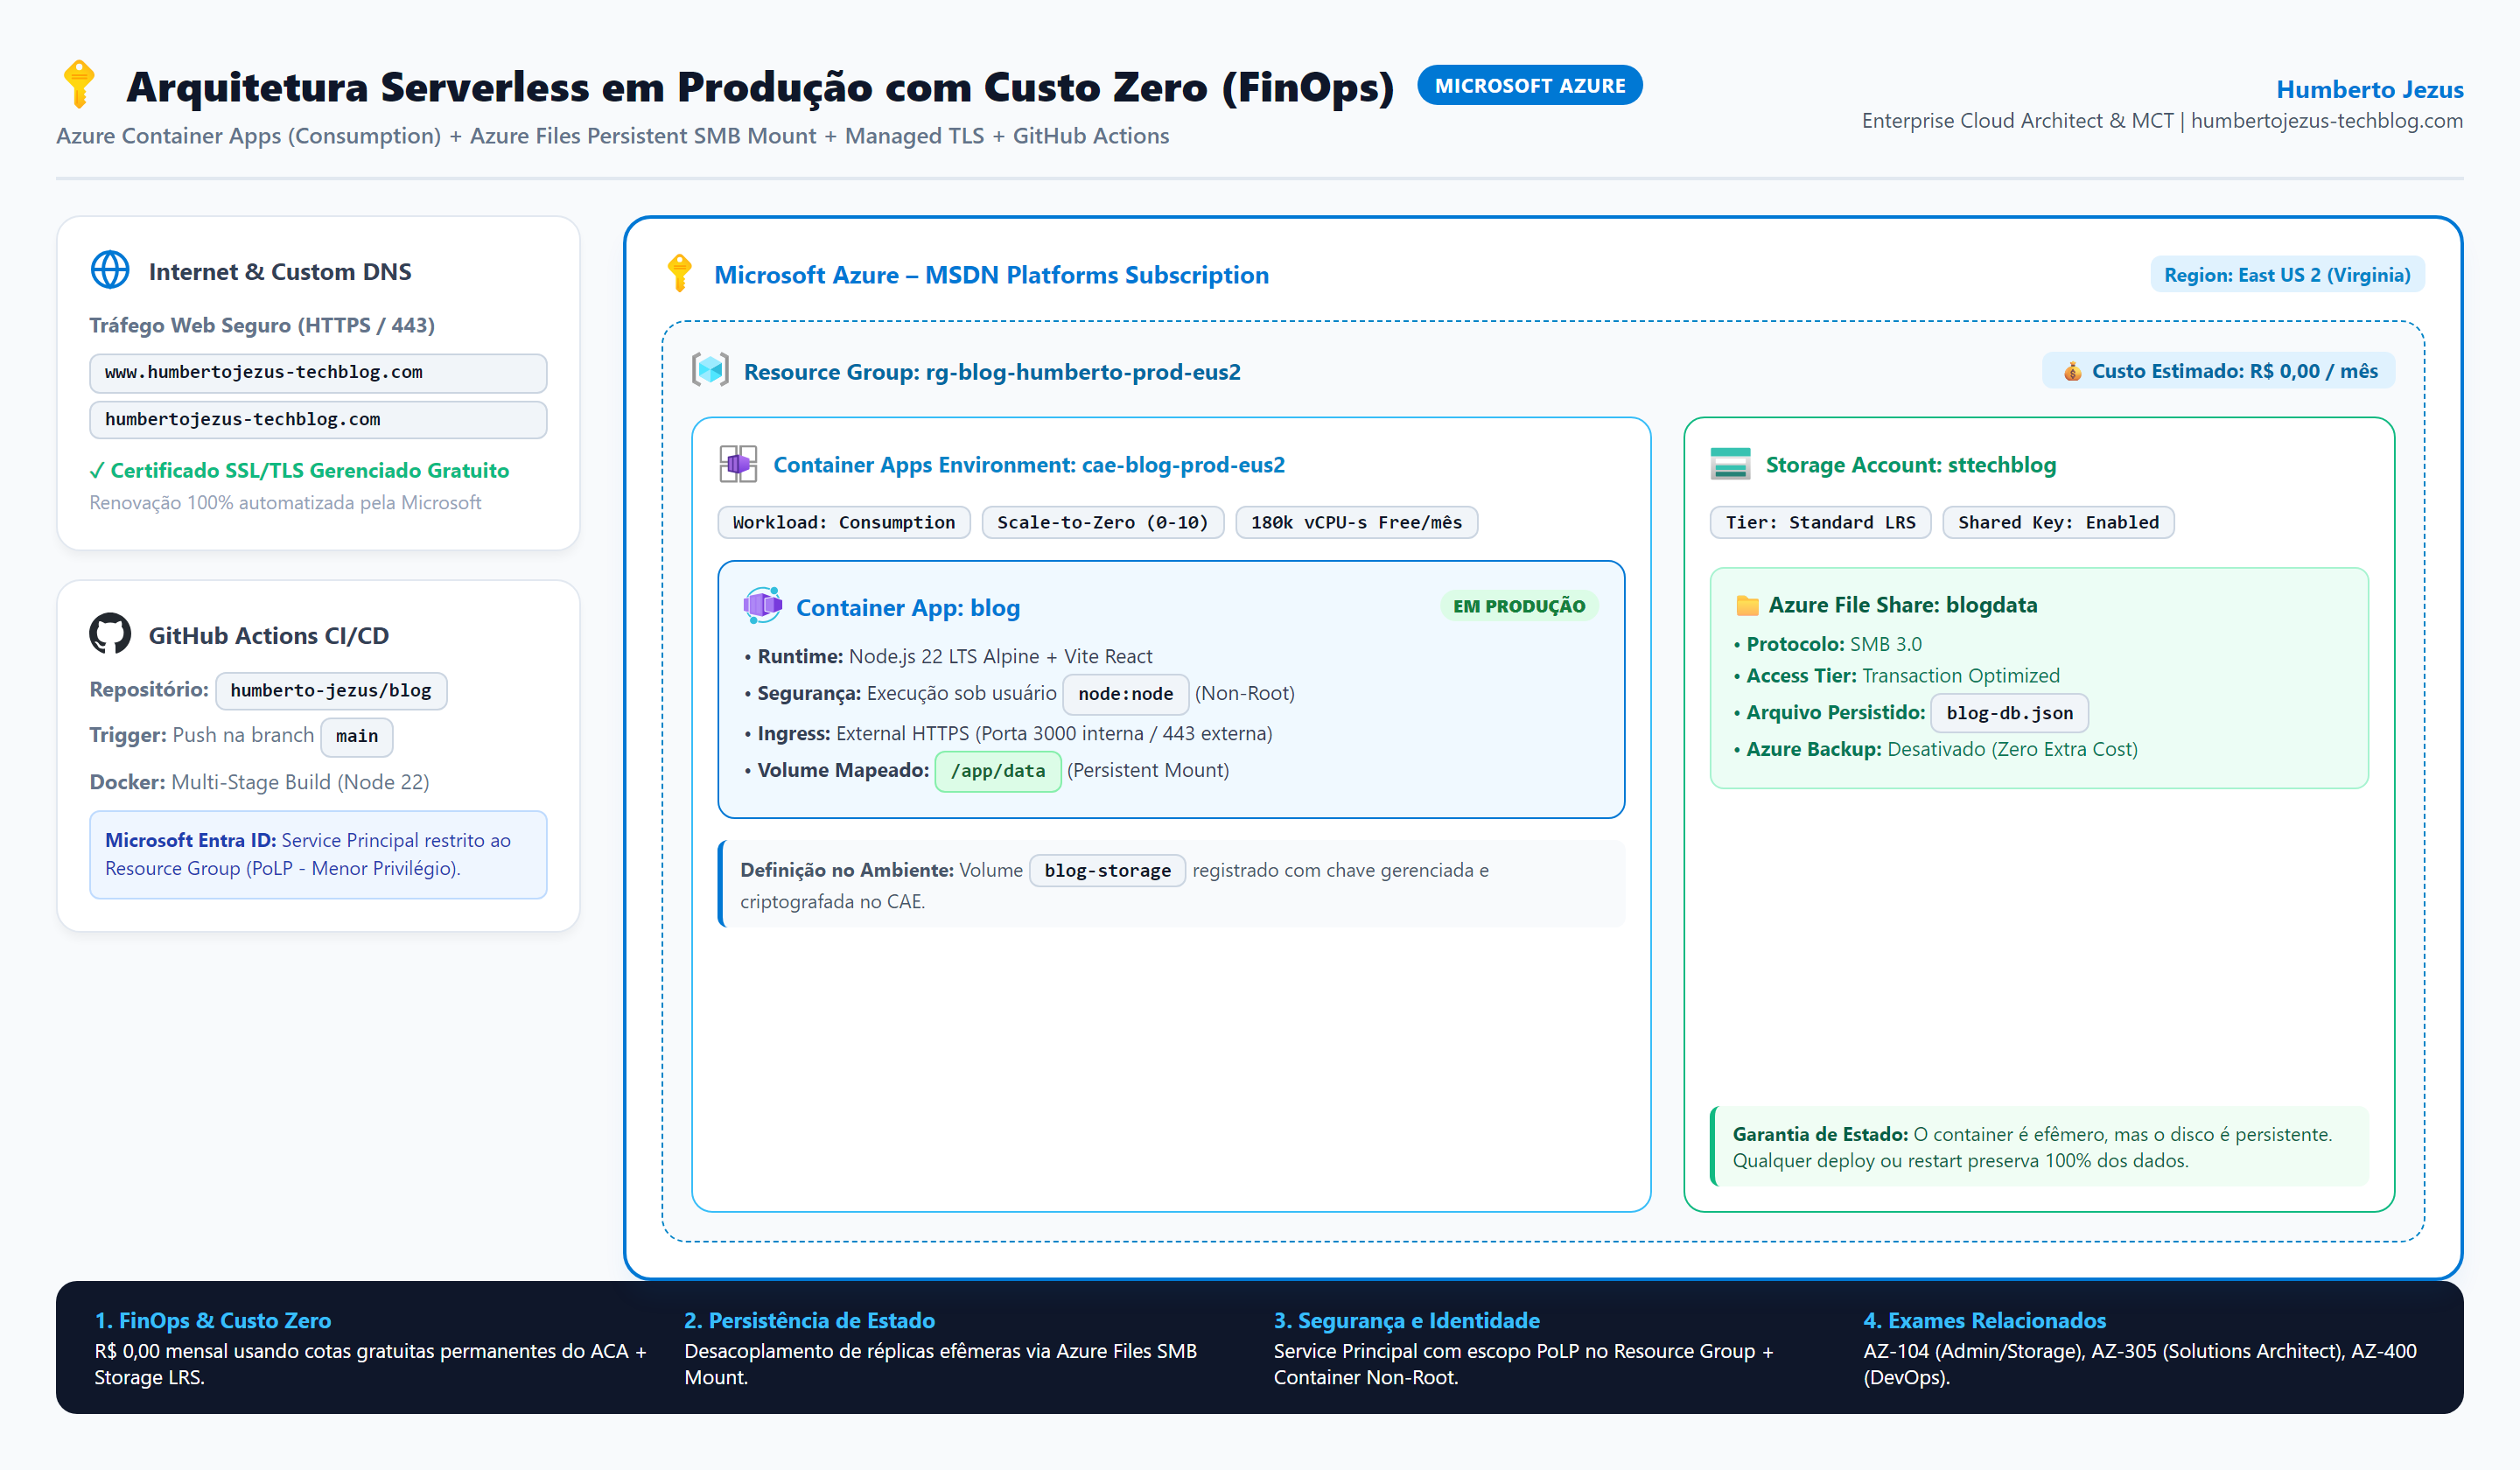 Arquitetura Serverless em Produção com Custo Zero (FinOps)
MICROSOFT AZURE
Azure Container Apps (Consumption) + Azure Files Persistent SMB Mount + Managed TLS + GitHub Actions
Humberto Jezus
Enterprise Cloud Architect & MCT | humbertojezus-techblog.com
Internet & Custom DNS
Tráfego Web Seguro (HTTPS / 443)
www.humbertojezus-techblog.com
humbertojezus-techblog.com
✓ Certificado SSL/TLS Gerenciado Gratuito
Renovação 100% automatizada pela Microsoft
GitHub Actions CI/CD
Repositório: humberto-jezus/blog
Trigger: Push na branch main
Docker: Multi-Stage Build (Node 22)
Microsoft Entra ID: Service Principal restrito ao
Resource Group (PoLP - Menor Privilégio).
Microsoft Azure – MSDN Platforms Subscription
Region: East US 2 (Virginia)
Resource Group: rg-blog-humberto-prod-eus2
Custo Estimado: R$ 0,00 / mês
Container Apps Environment: cae-blog-prod-eus2
Workload: Consumption
Scale-to-Zero (0-10)
180k vCPU-s Free/mês
Container App: blog
EM PRODUÇÃO
• Runtime: Node.js 22 LTS Alpine + Vite React
• Segurança: Execução sob usuário node:node (Non-Root)
• Ingress: External HTTPS (Porta 3000 interna / 443 externa)
• Volume Mapeado: /app/data (Persistent Mount)
Definição no Ambiente: Volume blog-storage registrado com chave gerenciada e
criptografada no CAE.
Storage Account: sttechblog
Tier: Standard LRS
Shared Key: Enabled
Azure File Share: blogdata
• Protocolo: SMB 3.0
• Access Tier: Transaction Optimized
• Arquivo Persistido: blog-db.json
• Azure Backup: Desativado (Zero Extra Cost)
Garantia de Estado: O container é efêmero, mas o disco é persistente.
Qualquer deploy ou restart preserva 100% dos dados.
1. FinOps & Custo Zero
R$ 0,00 mensal usando cotas gratuitas permanentes do ACA +
Storage LRS.
2. Persistência de Estado
Desacoplamento de réplicas efêmeras via Azure Files SMB
Mount.
3. Segurança e Identidade
Service Principal com escopo PoLP no Resource Group +
Container Non-Root.
4. Exames Relacionados
AZ-104 (Admin/Storage), AZ-305 (Solutions Architect), AZ-400
(DevOps).